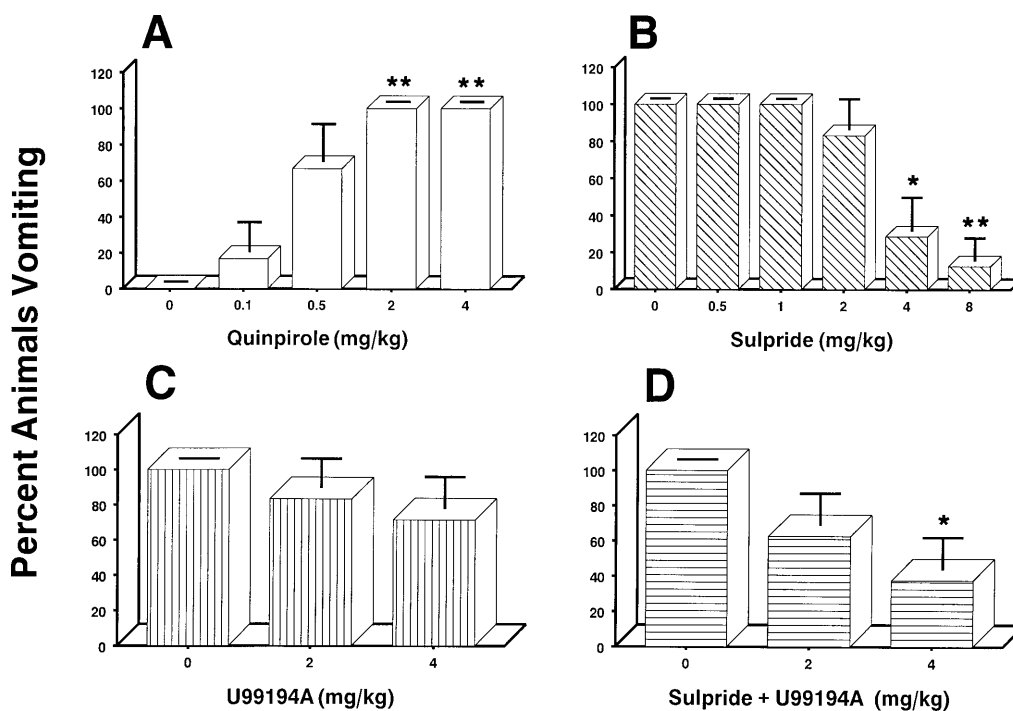 Percent Animals Vomiting
A
120
100
80
60
40
20
0
** **
0 0.1 0.5 2 4
Quinpirole (mg/kg)
B
120
100
80
60
40
20
0
*
**
0 0.5 1 2 4 8
Sulpride (mg/kg)
C
120
100
80
60
40
20
0
0 2 4
U99194A (mg/kg)
D
120
100
80
60
40
20
0
*
0 2 4
Sulpride + U99194A (mg/kg)